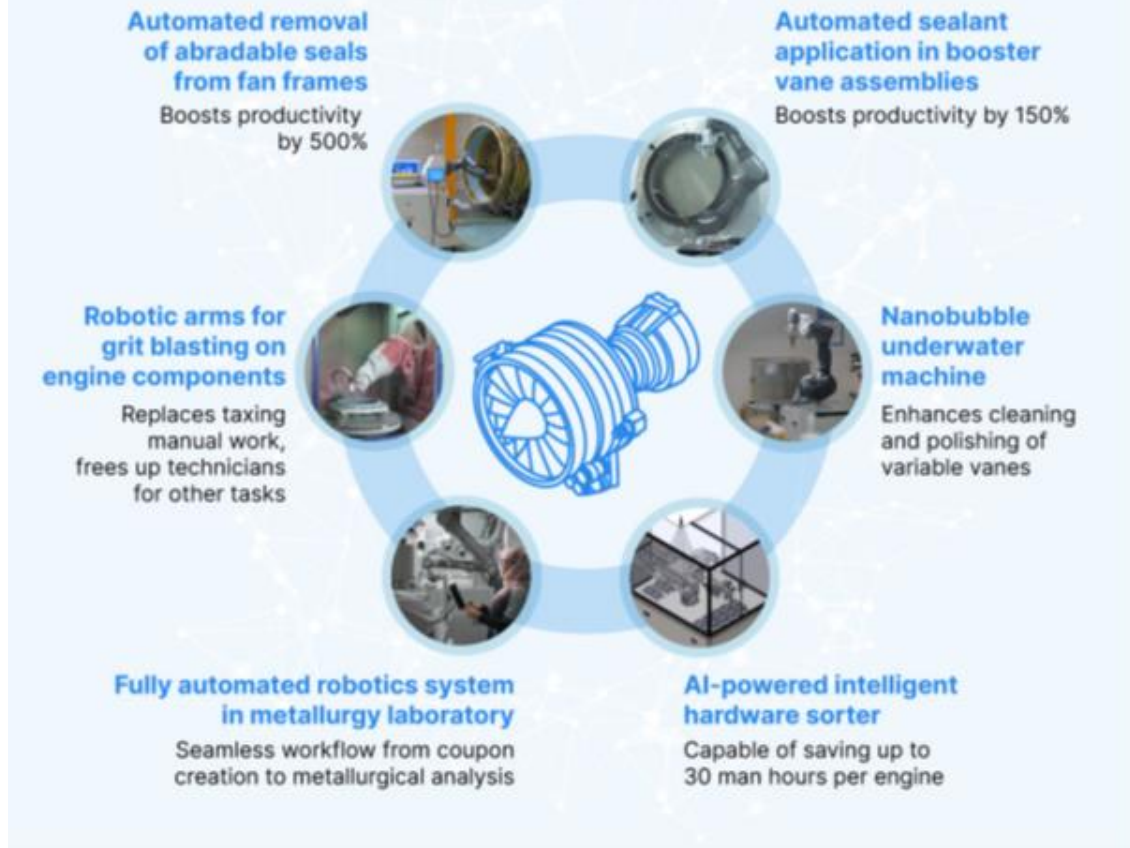 Automated removal
of abradable seals
from fan frames
Boosts productivity
by 500%
Automated sealant
application in booster
vane assemblies
Boosts productivity by 150%
Robotic arms for
grit blasting on
engine components
Replaces taxing
manual work,
frees up technicians
for other tasks
Nanobubble
underwater
machine
Enhances cleaning
and polishing of
variable vanes
Fully automated robotics system
in metallurgy laboratory
Seamless workflow from coupon
creation to metallurgical analysis
AI-powered intelligent
hardware sorter
Capable of saving up to
30 man hours per engine